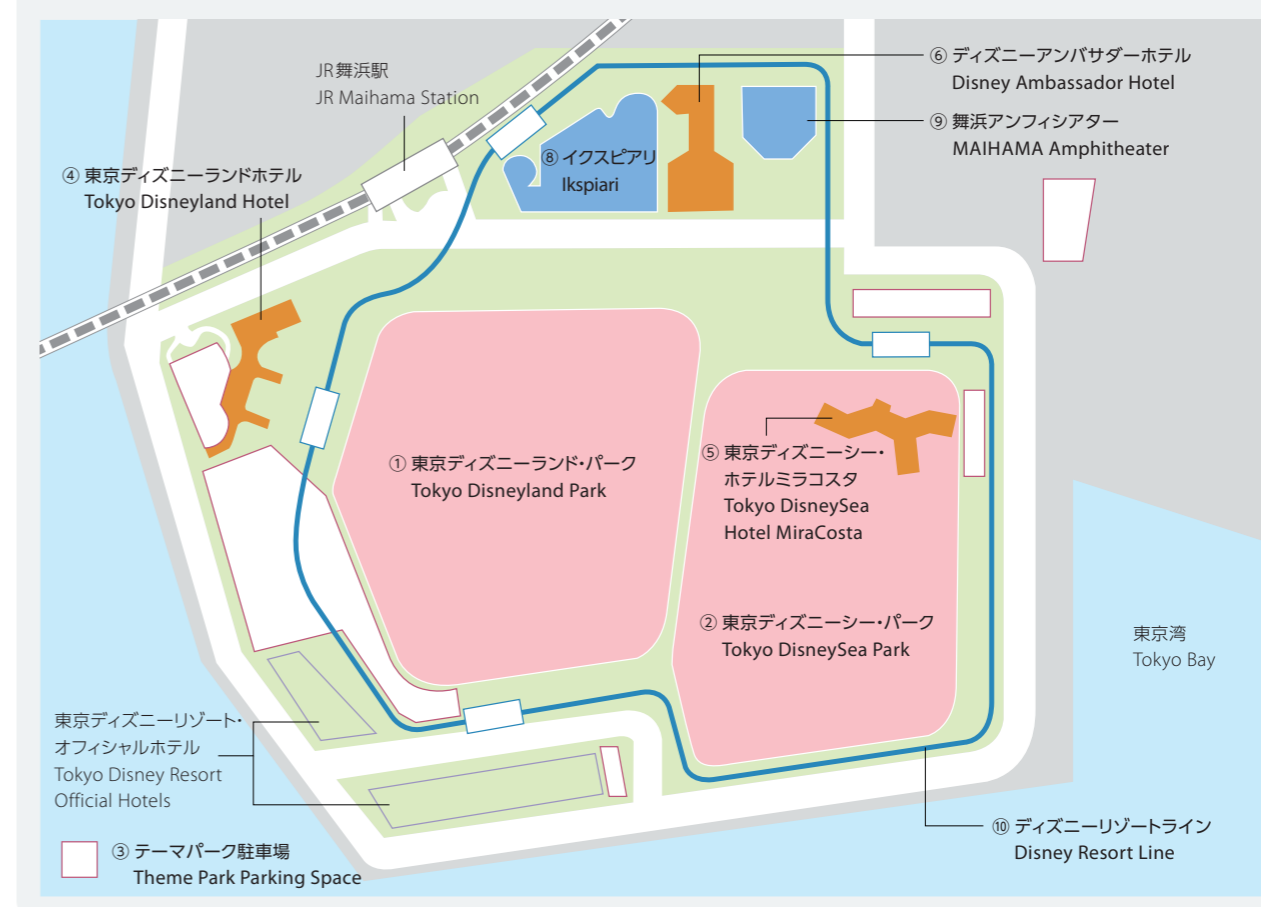 JR舞浜駅
JR Maihama Station
⑥ ディズニーアンバサダーホテル
Disney Ambassador Hotel
⑨ 舞浜アンフィシアター
MAIHAMA Amphitheater
⑧ イクスピアリ
Ikspiari
④ 東京ディズニーランドホテル
Tokyo Disneyland Hotel
① 東京ディズニーランド・パーク
Tokyo Disneyland Park
⑤ 東京ディズニーシー・
ホテルミラコスタ
Tokyo DisneySea
Hotel MiraCosta
② 東京ディズニーシー・パーク
Tokyo DisneySea Park
東京湾
Tokyo Bay
東京ディズニーリゾート・
オフィシャルホテル
Tokyo Disney Resort
Official Hotels
⑩ ディズニーリゾートライン
Disney Resort Line
③ テーマパーク駐車場
Theme Park Parking Space